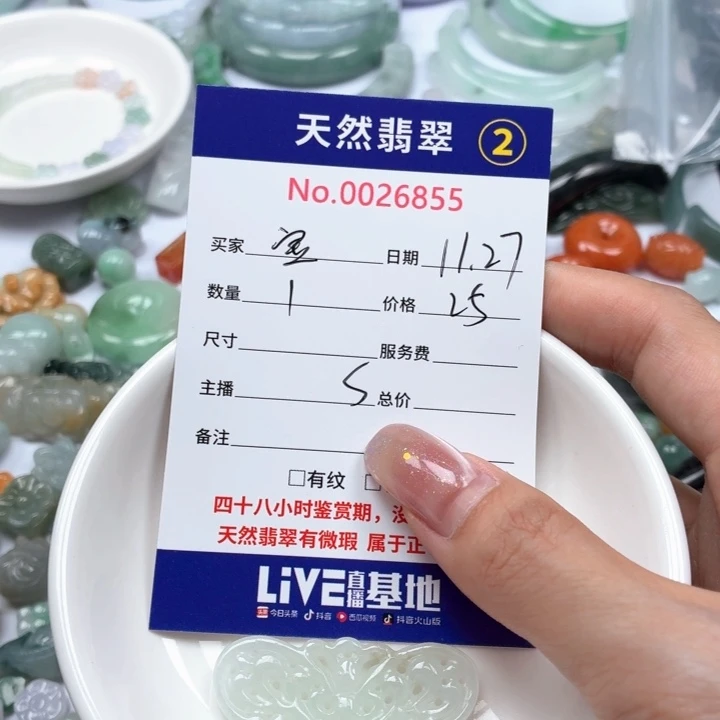 天然翡翠 2
No.0026855
买家 日期 11.27
数量 1 价格 25
尺寸 服务费
主播 S 总价
备注
□有纹 □
四十八小时鉴赏期，
天然翡翠有微瑕 属于正
LiVE直播基地
头条 今日头条 抖音 西瓜视频 抖音火山版